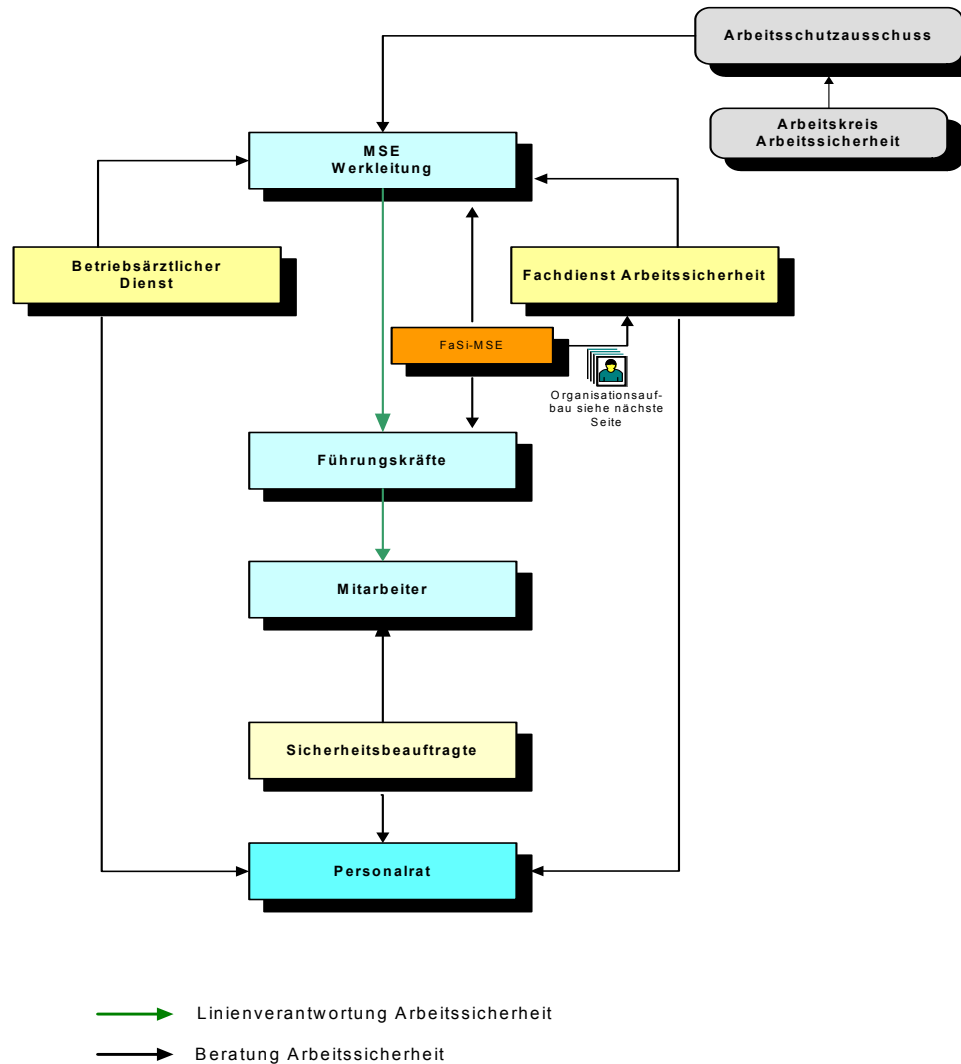 Arbeitsschutzausschuss
Arbeitskreis
Arbeitssicherheit
MSE
Werkleitung
Betriebsärztlicher
Dienst
Fachdienst Arbeitssicherheit
FaSi-MSE
Organisationsauf-
bau siehe nächste
Seite
Führungskräfte
Mitarbeiter
Sicherheitsbeauftragte
Personalrat
Linienverantwortung Arbeitssicherheit
Beratung Arbeitssicherheit